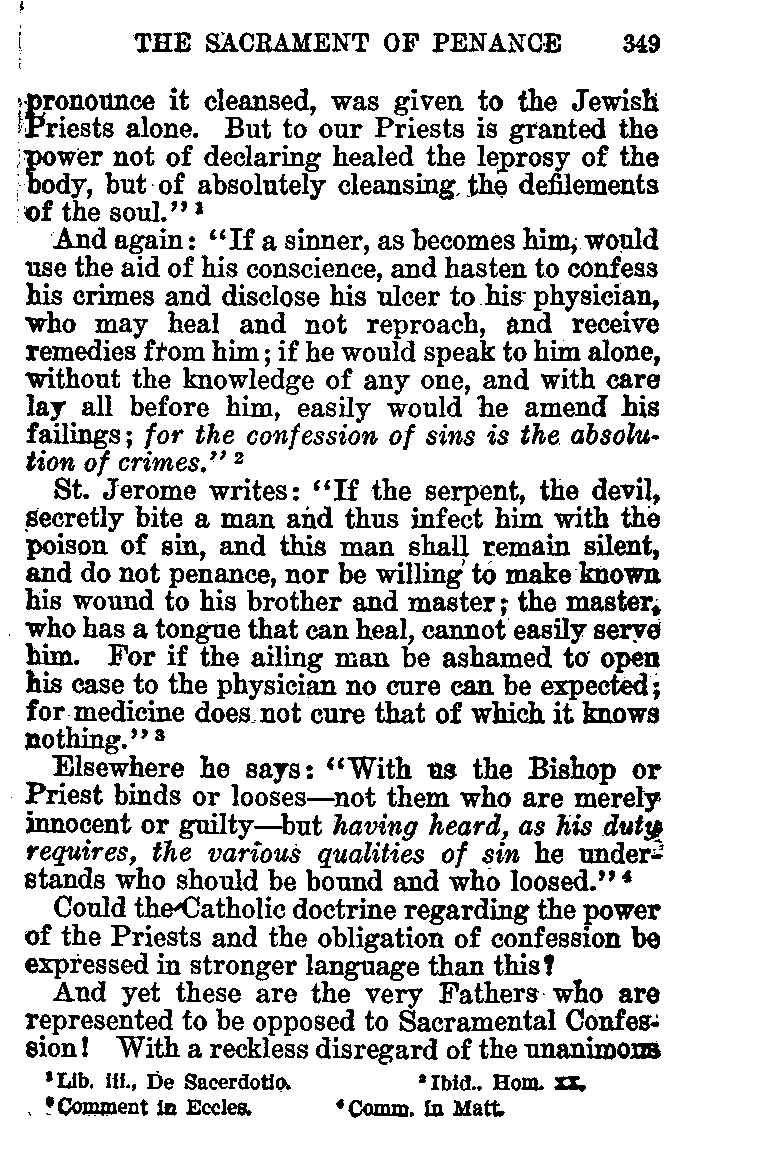 THE SACRAMENT OF PENANCE 349
pronounce it cleansed, was given to the Jewish
Priests alone. But to our Priests is granted the
power not of declaring healed the leprosy of the
body, but of absolutely cleansing the defilements
of the soul." 1
And again: "If a sinner, as becomes him, would
use the aid of his conscience, and hasten to confess
his crimes and disclose his ulcer to his physician,
who may heal and not reproach, and receive
remedies from him; if he would speak to him alone,
without the knowledge of any one, and with care
lay all before him, easily would he amend his
failings; for the confession of sins is the absolu-
tion of crimes." 2
St. Jerome writes: "If the serpent, the devil,
secretly bite a man and thus infect him with the
poison of sin, and this man shall remain silent,
and do not penance, nor be willing to make known
his wound to his brother and master; the master,
who has a tongue that can heal, cannot easily serve
him. For if the ailing man be ashamed to open
his case to the physician no cure can be expected;
for medicine does not cure that of which it knows
nothing." 3
Elsewhere he says: "With us the Bishop or
Priest binds or looses—not them who are merely
innocent or guilty—but having heard, as his duty
requires, the various qualities of sin he under-
stands who should be bound and who loosed." 4
Could the Catholic doctrine regarding the power
of the Priests and the obligation of confession be
expressed in stronger language than this?
And yet these are the very Fathers who are
represented to be opposed to Sacramental Confes-
sion! With a reckless disregard of the unanimous
1 Lib. iii., De Sacerdotio. 2 Ibid., Hom. XX.
3 Comment in Eccles. 4 Comm. in Matt.